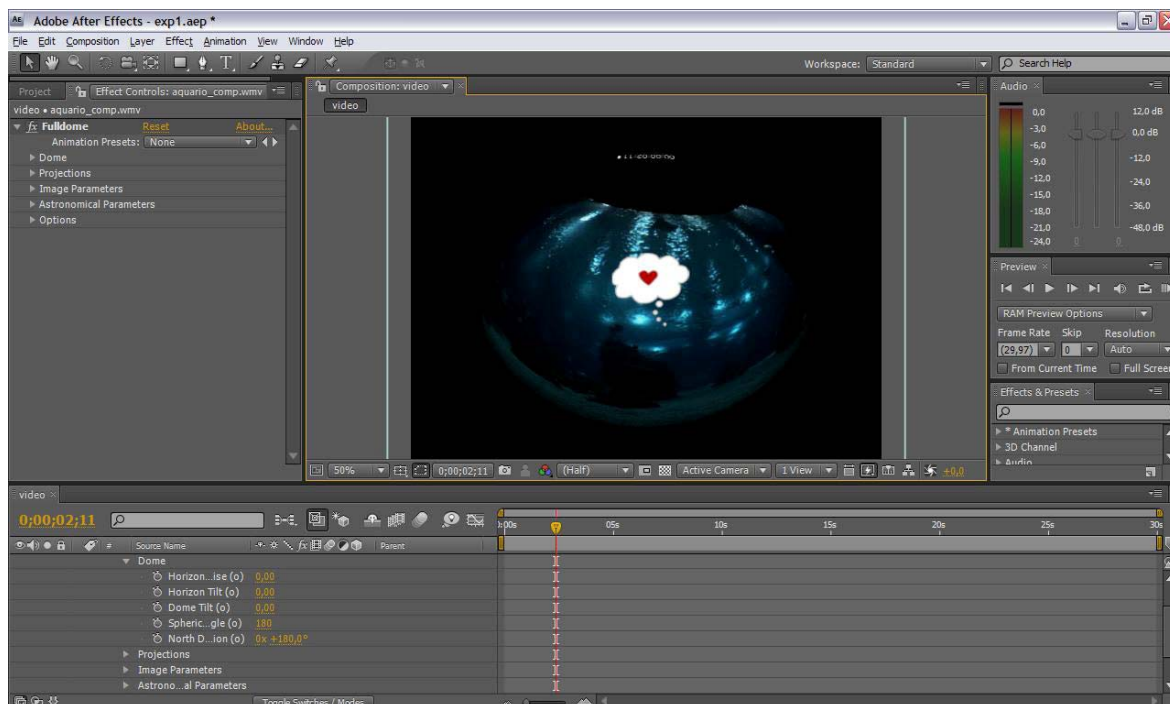 Adobe After Effects - exp1.aep *
File Edit Composition Layer Effect Animation View Window Help
Workspace: Standard Search Help
Project Effect Controls: aquario_comp.wmv
video • aquario_comp.wmv
fx Fulldome Reset About...
Animation Presets: None
Dome
Projections
Image Parameters
Astronomical Parameters
Options
Composition: video
video
50% 0;00;02;11 (Half) Active Camera 1 View +0,0
Audio
0,0 12,0 dB
-3,0 0,0 dB
-6,0
-9,0 -12,0
-12,0 -24,0
-15,0
-18,0 -36,0
-21,0 -48,0 dB
-24,0 0 0
Preview
RAM Preview Options
Frame Rate Skip Resolution
(29,97) 0 Auto
From Current Time Full Screen
Effects & Presets
* Animation Presets
3D Channel
Audio
video
0;00;02;11
):00s 05s 10s 15s 20s 25s 30s
# Source Name Parent
Dome
Horizon...ise (o) 0,00
Horizon Tilt (o) 0,00
Dome Tilt (o) 0,00
Spheric...gle (o) 180
North D...ion (o) 0x +180,0°
Projections
Image Parameters
Astrono...al Parameters
Toggle Switches / Modes